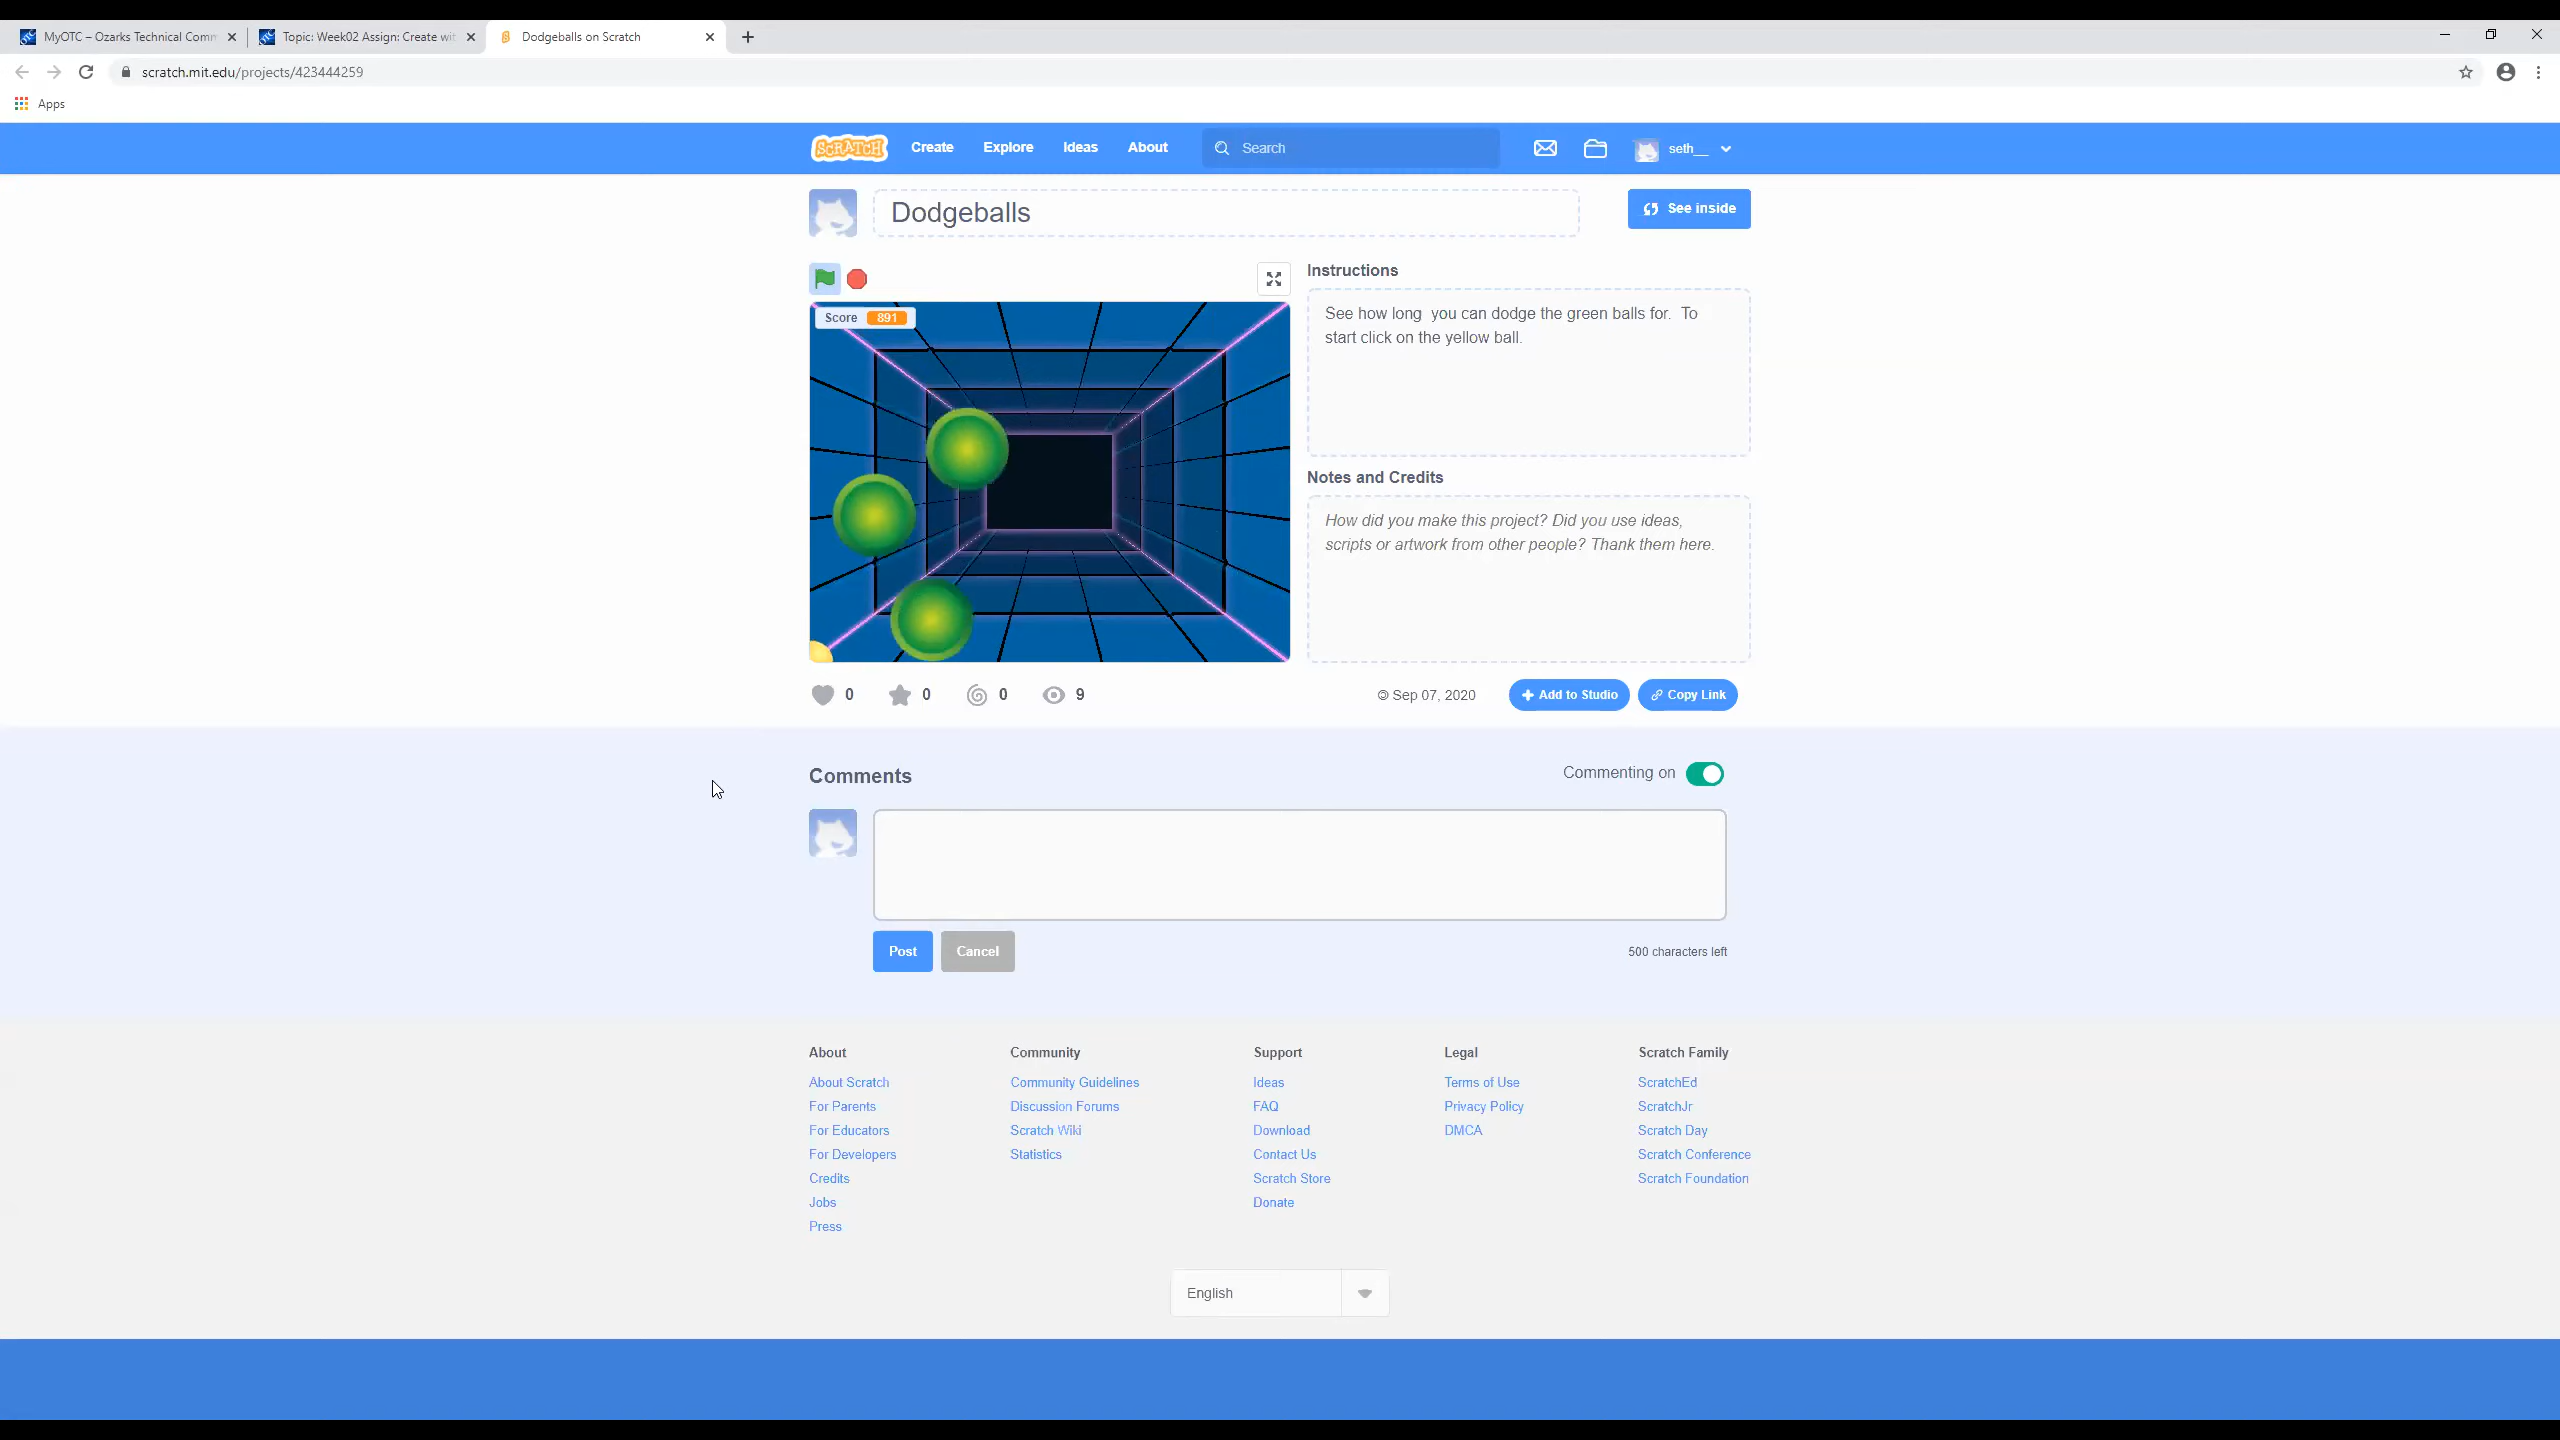 MyOTC – Ozarks Technical Comm
Topic: Week02 Assign: Create wit
Dodgeballs on Scratch
scratch.mit.edu/projects/423444259
Apps
SCRATCH Create Explore Ideas About Search seth__
Dodgeballs
See inside
Score 891
Instructions
See how long  you can dodge the green balls for.  To
start click on the yellow ball.
Notes and Credits
How did you make this project? Did you use ideas,
scripts or artwork from other people? Thank them here.
0 0 0 9
© Sep 07, 2020 Add to Studio Copy Link
Comments
Commenting on
Post Cancel 500 characters left
About
About Scratch
For Parents
For Educators
For Developers
Credits
Jobs
Press
Community
Community Guidelines
Discussion Forums
Scratch Wiki
Statistics
Support
Ideas
FAQ
Download
Contact Us
Scratch Store
Donate
Legal
Terms of Use
Privacy Policy
DMCA
Scratch Family
ScratchEd
ScratchJr
Scratch Day
Scratch Conference
Scratch Foundation
English